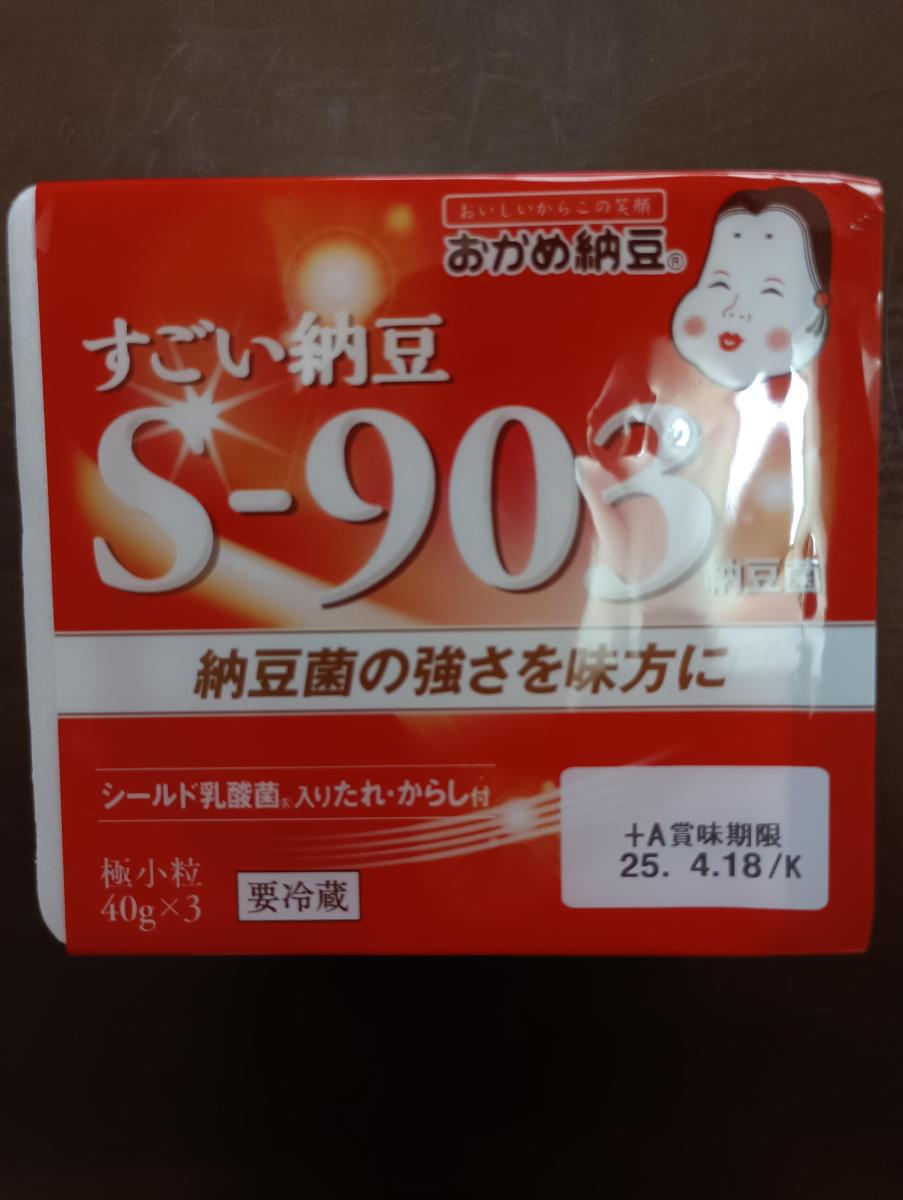 おいしいからこの笑顔
おかめ納豆®
すごい納豆
S-903
納豆菌
納豆菌の強さを味方に
シールド乳酸菌®入りたれ・からし付
極小粒
40g×3
要冷蔵
+A賞味期限
25. 4.18/K